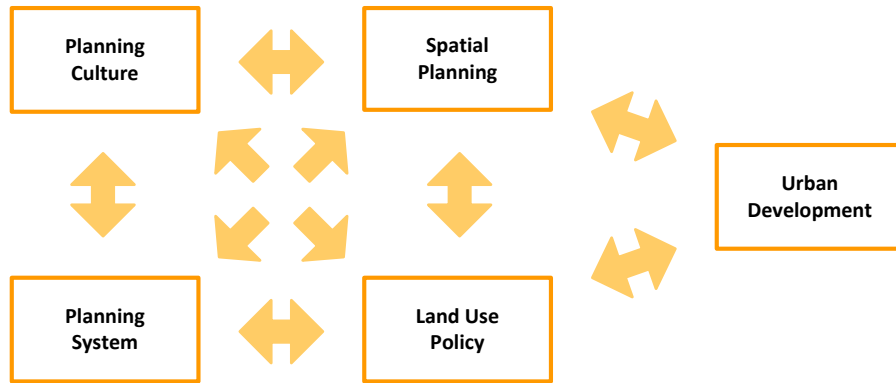 Planning
Culture
Spatial
Planning
Urban
Development
Planning
System
Land Use
Policy